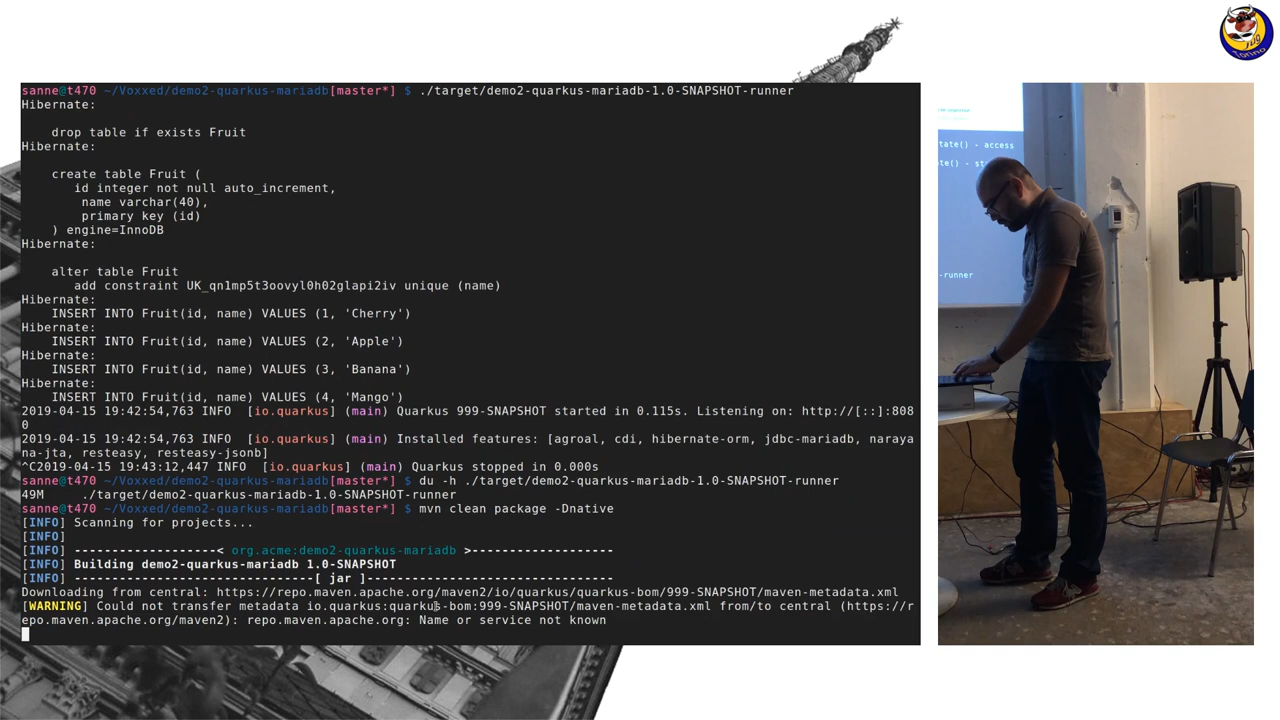 sanne@t470 ~/Voxxed/demo2-quarkus-mariadb[master*] $ ./target/demo2-quarkus-mariadb-1.0-SNAPSHOT-runner
Hibernate:
drop table if exists Fruit
Hibernate:
create table Fruit (
id integer not null auto_increment,
name varchar(40),
primary key (id)
) engine=InnoDB
Hibernate:
alter table Fruit
add constraint UK_qn1mp5t3oovyl0h02glapi2iv unique (name)
Hibernate:
INSERT INTO Fruit(id, name) VALUES (1, 'Cherry')
Hibernate:
INSERT INTO Fruit(id, name) VALUES (2, 'Apple')
Hibernate:
INSERT INTO Fruit(id, name) VALUES (3, 'Banana')
Hibernate:
INSERT INTO Fruit(id, name) VALUES (4, 'Mango')
2019-04-15 19:42:54,763 INFO  [io.quarkus] (main) Quarkus 999-SNAPSHOT started in 0.115s. Listening on: http://[::]:808
0
2019-04-15 19:42:54,763 INFO  [io.quarkus] (main) Installed features: [agroal, cdi, hibernate-orm, jdbc-mariadb, naraya
na-jta, resteasy, resteasy-jsonb]
^C2019-04-15 19:43:12,447 INFO  [io.quarkus] (main) Quarkus stopped in 0.000s
sanne@t470 ~/Voxxed/demo2-quarkus-mariadb[master*] $ du -h ./target/demo2-quarkus-mariadb-1.0-SNAPSHOT-runner
49M     ./target/demo2-quarkus-mariadb-1.0-SNAPSHOT-runner
sanne@t470 ~/Voxxed/demo2-quarkus-mariadb[master*] $ mvn clean package -Dnative
[INFO] Scanning for projects...
[INFO]
[INFO] -------------------< org.acme:demo2-quarkus-mariadb >-------------------
[INFO] Building demo2-quarkus-mariadb 1.0-SNAPSHOT
[INFO] --------------------------------[ jar ]---------------------------------
Downloading from central: https://repo.maven.apache.org/maven2/io/quarkus/quarkus-bom/999-SNAPSHOT/maven-metadata.xml
[WARNING] Could not transfer metadata io.quarkus:quarkus-bom:999-SNAPSHOT/maven-metadata.xml from/to central (https://r
epo.maven.apache.org/maven2): repo.maven.apache.org: Name or service not known
tate() - access
te() - st
-runner
Jug
Torino